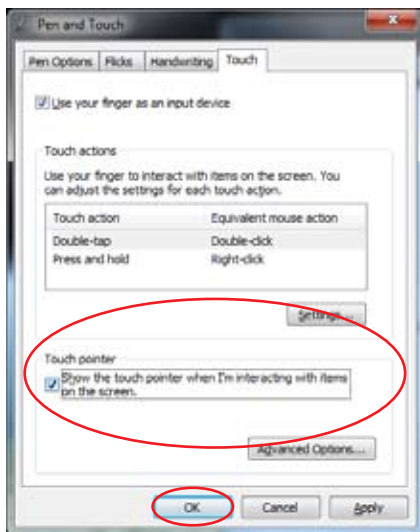 Pen and Touch
Pen Options Flicks Handwriting Touch
Use your finger as an input device
Touch actions
Use your finger to interact with items on the screen. You
can adjust the settings for each touch action.
Touch action Equivalent mouse action
Double-tap Double-click
Press and hold Right-click
Settings...
Touch pointer
Show the touch pointer when I'm interacting with items
on the screen.
Advanced Options...
OK Cancel Apply